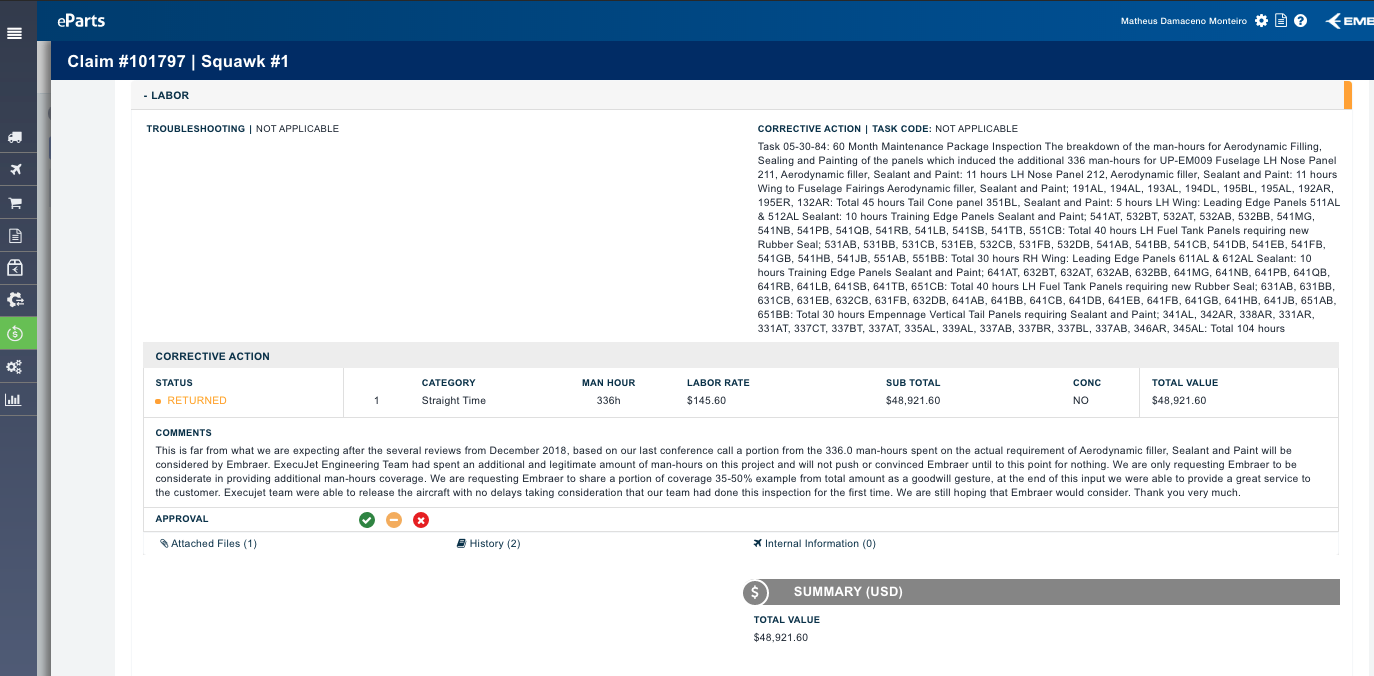 eParts
Matheus Damaceno Monteiro
EMB
Claim #101797 | Squawk #1
- LABOR
TROUBLESHOOTING | NOT APPLICABLE
CORRECTIVE ACTION | TASK CODE: NOT APPLICABLE
Task 05-30-84: 60 Month Maintenance Package Inspection The breakdown of the man-hours for Aerodynamic Filling,
Sealing and Painting of the panels which induced the additional 336 man-hours for UP-EM009 Fuselage LH Nose Panel
211, Aerodynamic filler, Sealant and Paint: 11 hours LH Nose Panel 212, Aerodynamic filler, Sealant and Paint: 11 hours
Wing to Fuselage Fairings Aerodynamic filler, Sealant and Paint; 191AL, 194AL, 193AL, 194DL, 195BL, 195AL, 192AR,
195ER, 132AR: Total 45 hours Tail Cone panel 351BL, Sealant and Paint: 5 hours LH Wing: Leading Edge Panels 511AL
& 512AL Sealant: 10 hours Training Edge Panels Sealant and Paint; 541AT, 532BT, 532AT, 532AB, 532BB, 541MG,
541NB, 541PB, 541QB, 541RB, 541LB, 541SB, 541TB, 551CB: Total 40 hours LH Fuel Tank Panels requiring new
Rubber Seal; 531AB, 531BB, 531CB, 531EB, 532CB, 531FB, 532DB, 541AB, 541BB, 541CB, 541DB, 541EB, 541FB,
541GB, 541HB, 541JB, 551AB, 551BB: Total 30 hours RH Wing: Leading Edge Panels 611AL & 612AL Sealant: 10
hours Training Edge Panels Sealant and Paint; 641AT, 632BT, 632AT, 632AB, 632BB, 641MG, 641NB, 641PB, 641QB,
641RB, 641LB, 641SB, 641TB, 651CB: Total 40 hours LH Fuel Tank Panels requiring new Rubber Seal; 631AB, 631BB,
631CB, 631EB, 632CB, 631FB, 632DB, 641AB, 641BB, 641CB, 641DB, 641EB, 641FB, 641GB, 641HB, 641JB, 651AB,
651BB: Total 30 hours Empennage Vertical Tail Panels requiring Sealant and Paint; 341AL, 342AR, 338AR, 331AR,
331AT, 337CT, 337BT, 337AT, 335AL, 339AL, 337AB, 337BR, 337BL, 337AB, 346AR, 345AL: Total 104 hours
CORRECTIVE ACTION
STATUS CATEGORY MAN HOUR LABOR RATE SUB TOTAL CONC TOTAL VALUE
RETURNED 1 Straight Time 336h $145.60 $48,921.60 NO $48,921.60
COMMENTS
This is far from what we are expecting after the several reviews from December 2018, based on our last conference call a portion from the 336.0 man-hours spent on the actual requirement of Aerodynamic filler, Sealant and Paint will be
considered by Embraer. ExecuJet Engineering Team had spent an additional and legitimate amount of man-hours on this project and will not push or convinced Embraer until to this point for nothing. We are only requesting Embraer to be
considerate in providing additional man-hours coverage. We are requesting Embraer to share a portion of coverage 35-50% example from total amount as a goodwill gesture, at the end of this input we were able to provide a great service to
the customer. Execujet team were able to release the aircraft with no delays taking consideration that our team had done this inspection for the first time. We are still hoping that Embraer would consider. Thank you very much.
APPROVAL
Attached Files (1) History (2) Internal Information (0)
$ SUMMARY (USD)
TOTAL VALUE
$48,921.60